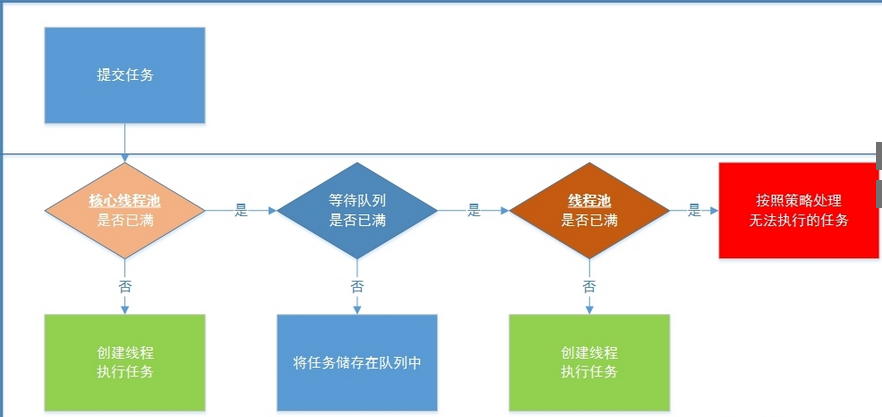 提交任务
核心线程池
是否已满
是
等待队列
是否已满
是
线程池
是否已满
是
按照策略处理
无法执行的任务
否
否
否
创建线程
执行任务
将任务储存在队列中
创建线程
执行任务